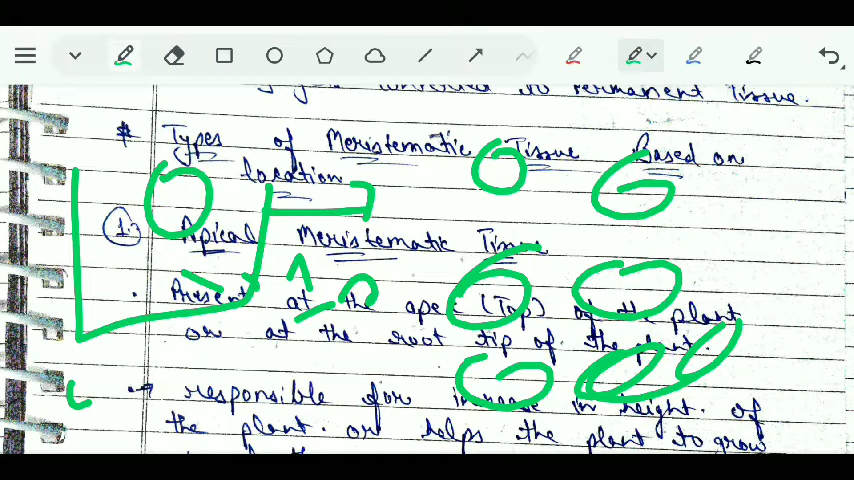 converted to Permanent Tissue.
* Types of Meristematic Tissue Based on
location
1. Apical Meristematic Tissue
• Present at the apex (Top) of the plant
or at the root tip of the plant.
→ responsible for increase in height. of
the plant. or helps the plant to grow